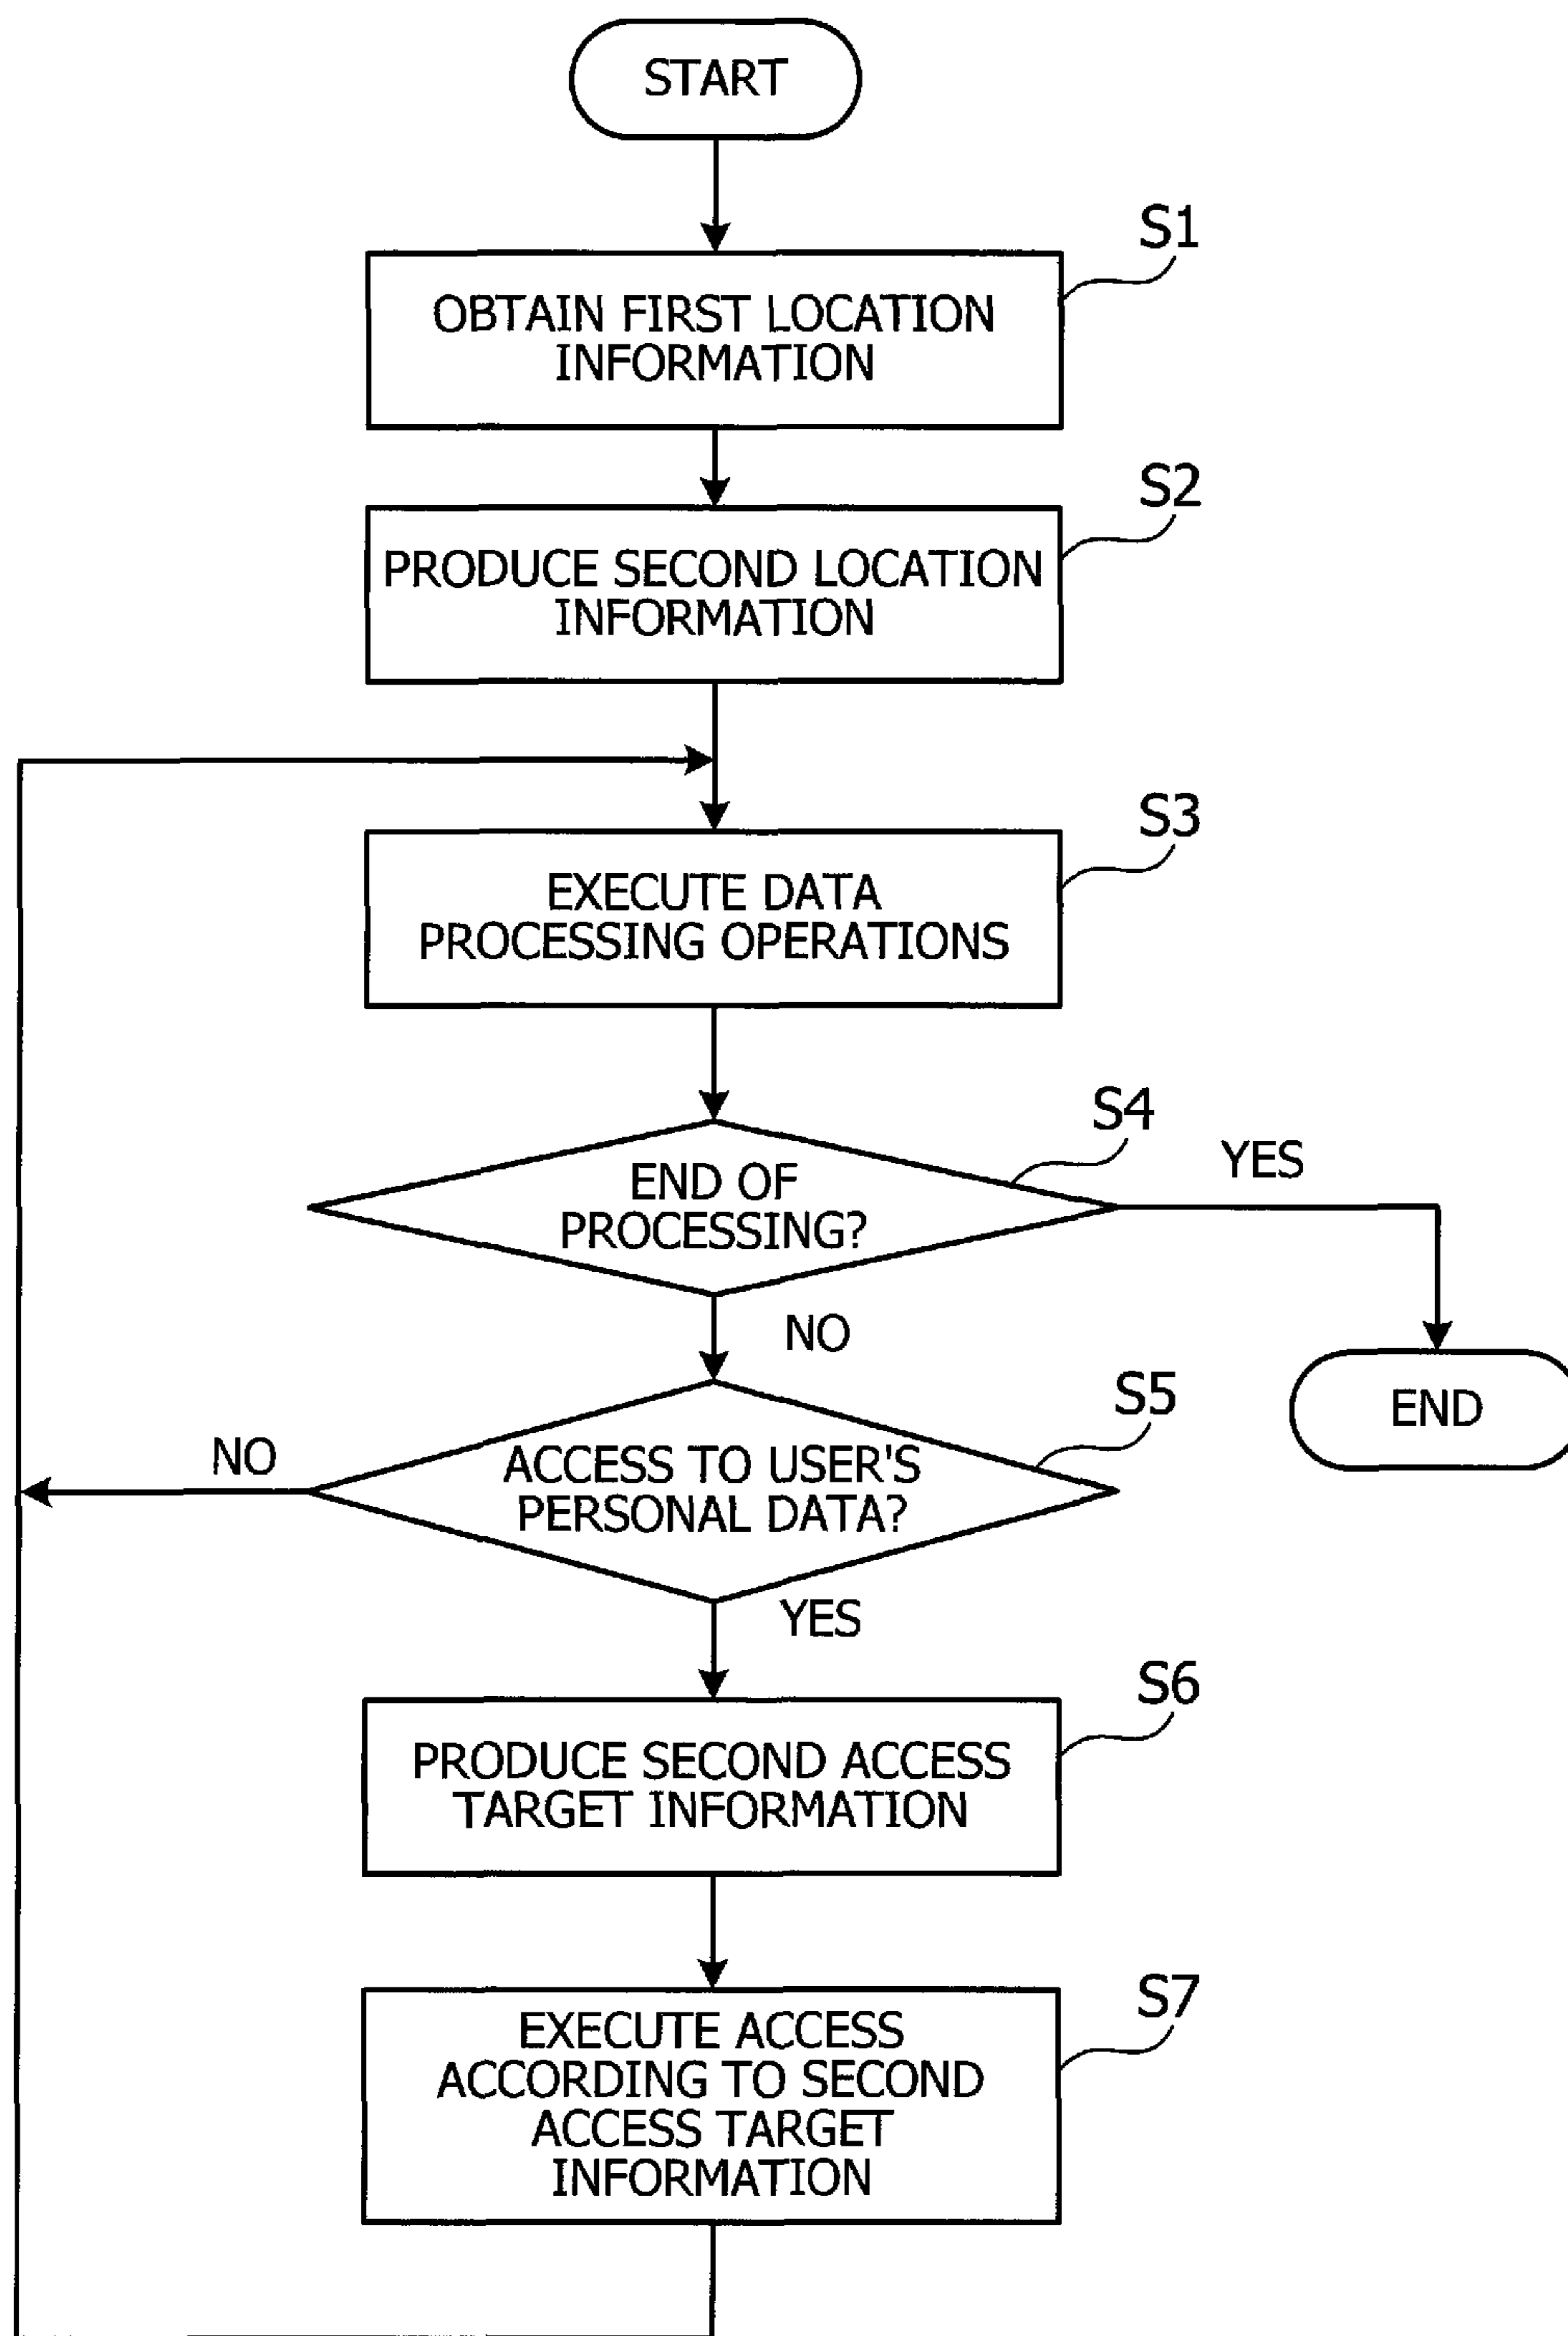 START
S1
OBTAIN FIRST LOCATION
INFORMATION
S2
PRODUCE SECOND LOCATION
INFORMATION
S3
EXECUTE DATA
PROCESSING OPERATIONS
S4
YES
END OF
PROCESSING?
NO
END
S5
NO
ACCESS TO USER'S
PERSONAL DATA?
YES
S6
PRODUCE SECOND ACCESS
TARGET INFORMATION
S7
EXECUTE ACCESS
ACCORDING TO SECOND
ACCESS TARGET
INFORMATION